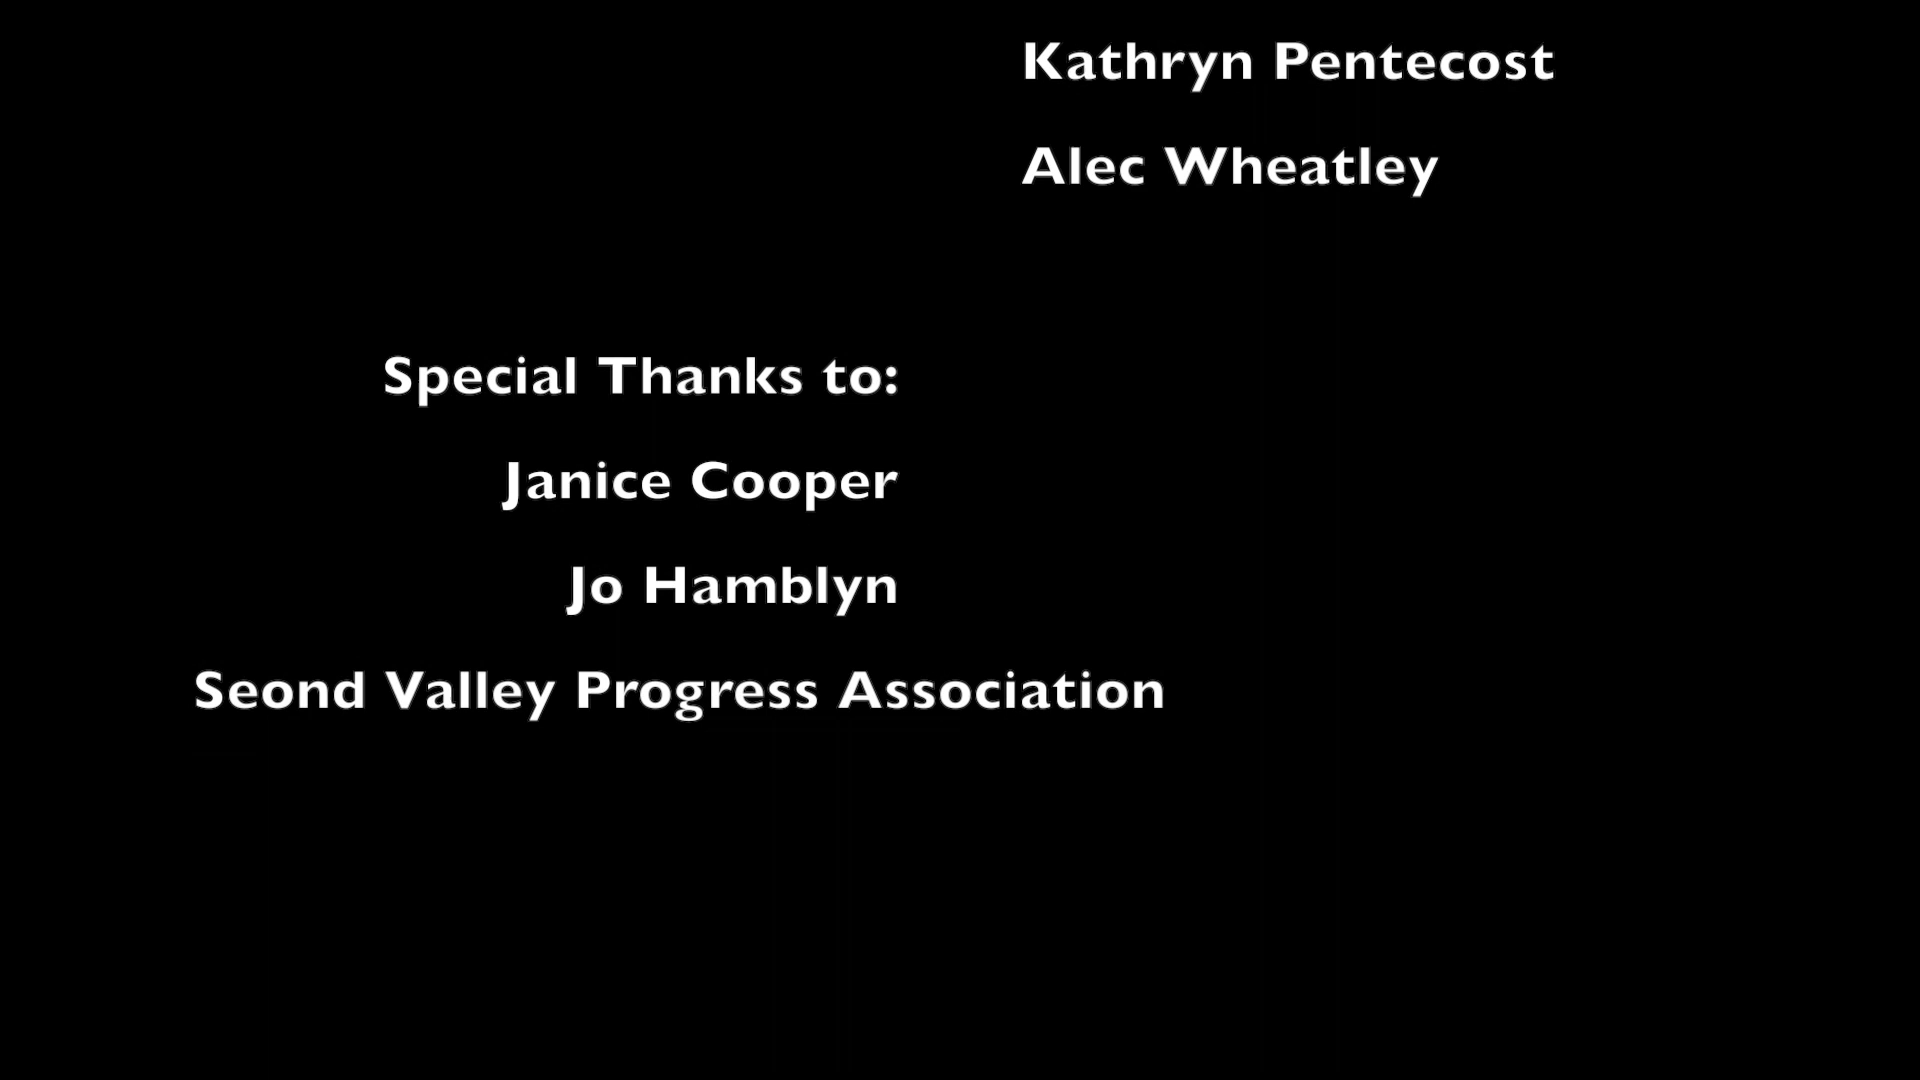 Kathryn Pentecost
Alec Wheatley
Special Thanks to:
Janice Cooper
Jo Hamblyn
Seond Valley Progress Association